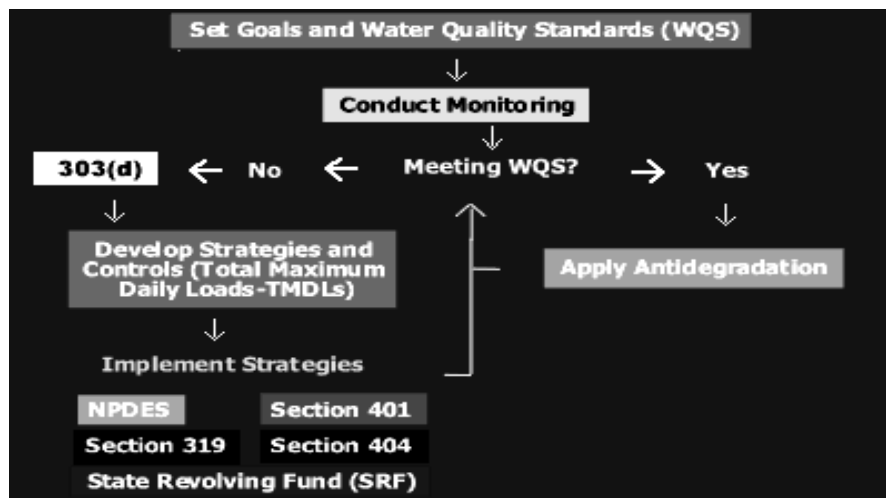 Set Goals and Water Quality Standards (WQS)
Conduct Monitoring
303(d)
No
Meeting WQS?
Yes
Develop Strategies and
Controls (Total Maximum
Daily Loads-TMDLs)
Apply Antidegradation
Implement Strategies
NPDES
Section 401
Section 319
Section 404
State Revolving Fund (SRF)